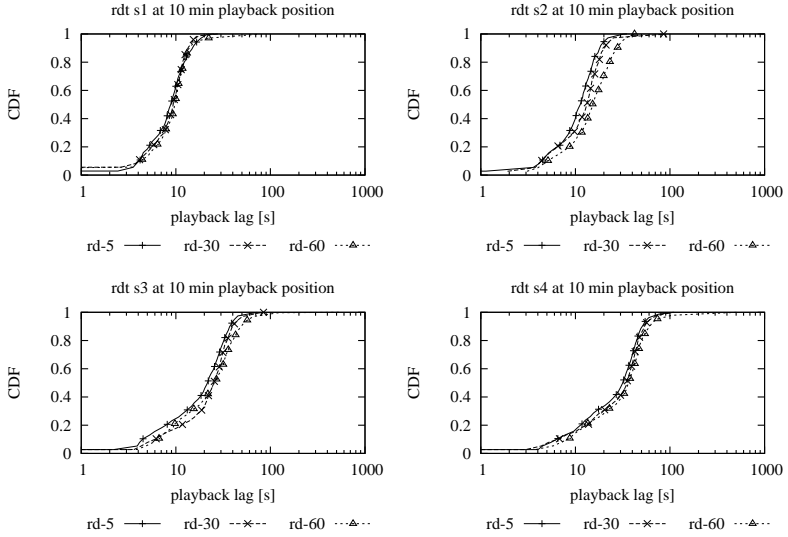 rdt s1 at 10 min playback position
1
0.8
0.6
0.4
0.2
0
CDF
1 10 100 1000
playback lag [s]
rd-5 rd-30 rd-60
rdt s2 at 10 min playback position
1
0.8
0.6
0.4
0.2
0
CDF
1 10 100 1000
playback lag [s]
rd-5 rd-30 rd-60
rdt s3 at 10 min playback position
1
0.8
0.6
0.4
0.2
0
CDF
1 10 100 1000
playback lag [s]
rd-5 rd-30 rd-60
rdt s4 at 10 min playback position
1
0.8
0.6
0.4
0.2
0
CDF
1 10 100 1000
playback lag [s]
rd-5 rd-30 rd-60